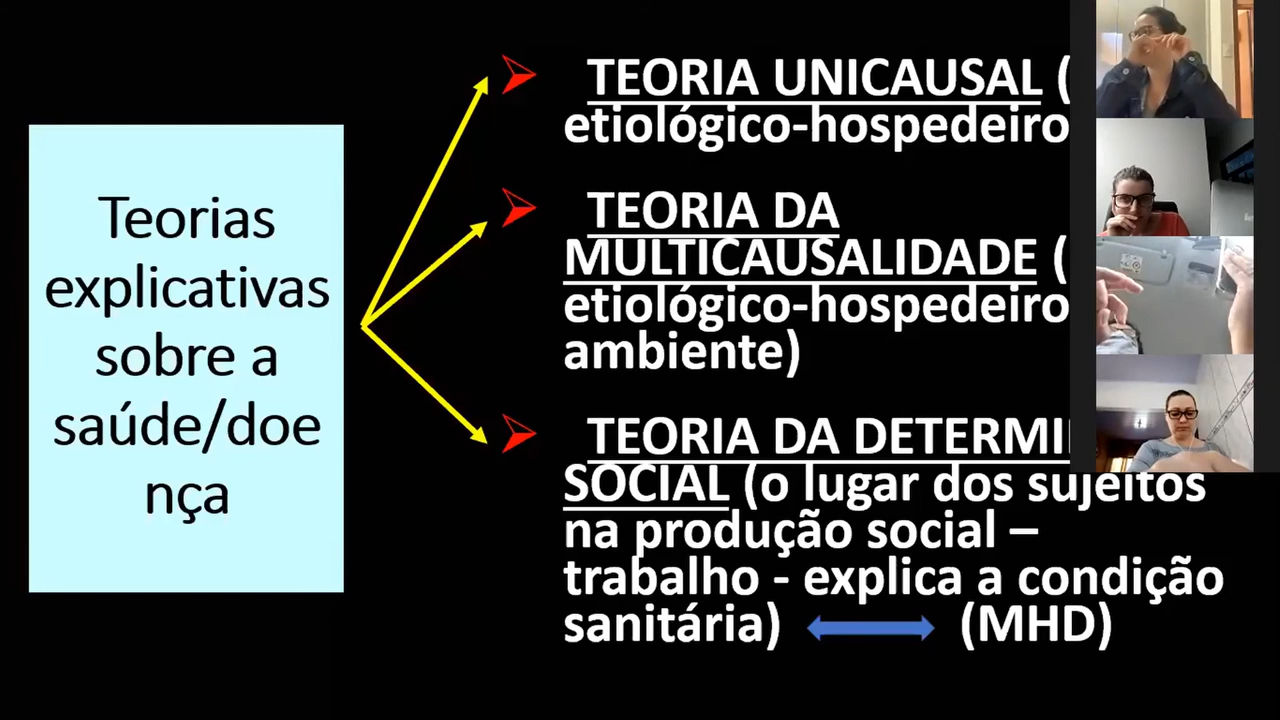 Teorias
explicativas
sobre a
saúde/doe
nça
TEORIA UNICAUSAL (
etiológico-hospedeiro
TEORIA DA
MULTICAUSALIDADE (
etiológico-hospedeiro
ambiente)
TEORIA DA
SOCIAL (o lugar dos sujeitos
na produção social –
trabalho - explica a condição
sanitária) (MHD)